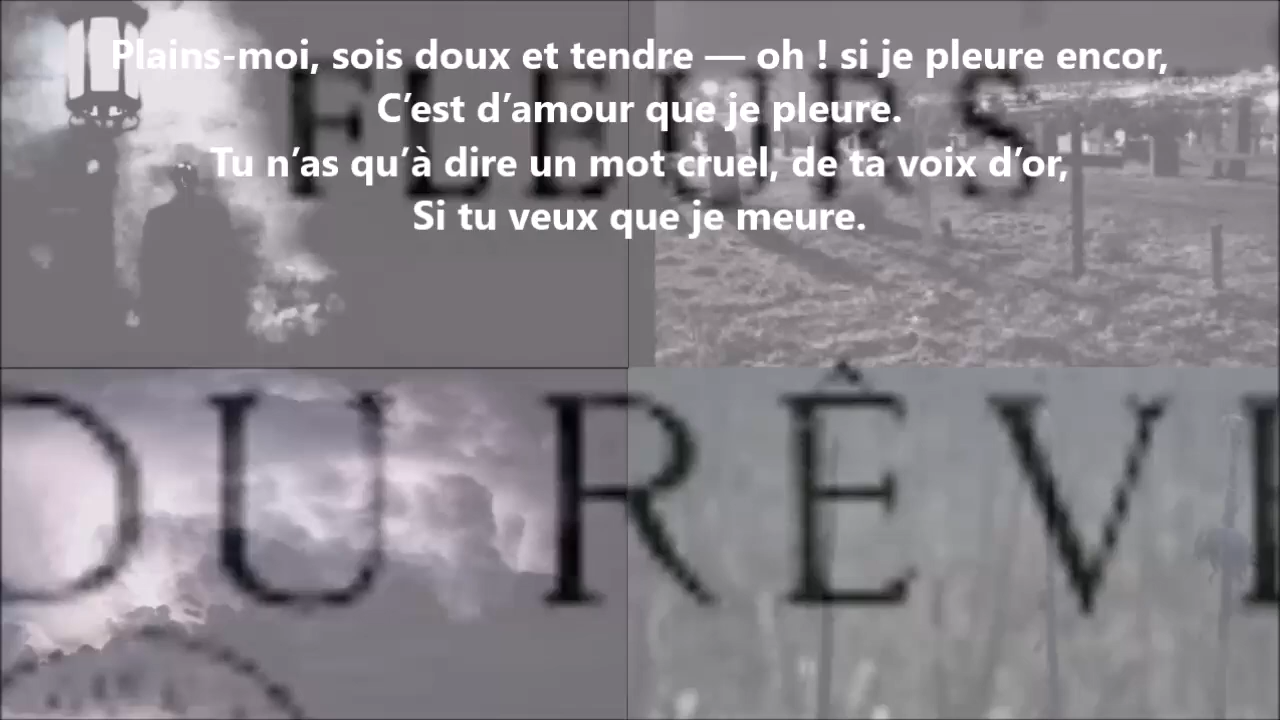 Plains-moi, sois doux et tendre — oh ! si je pleure encor,
C’est d’amour que je pleure.
Tu n’as qu’à dire un mot cruel, de ta voix d’or,
Si tu veux que je meure.
FLEURS
DU RÊVE